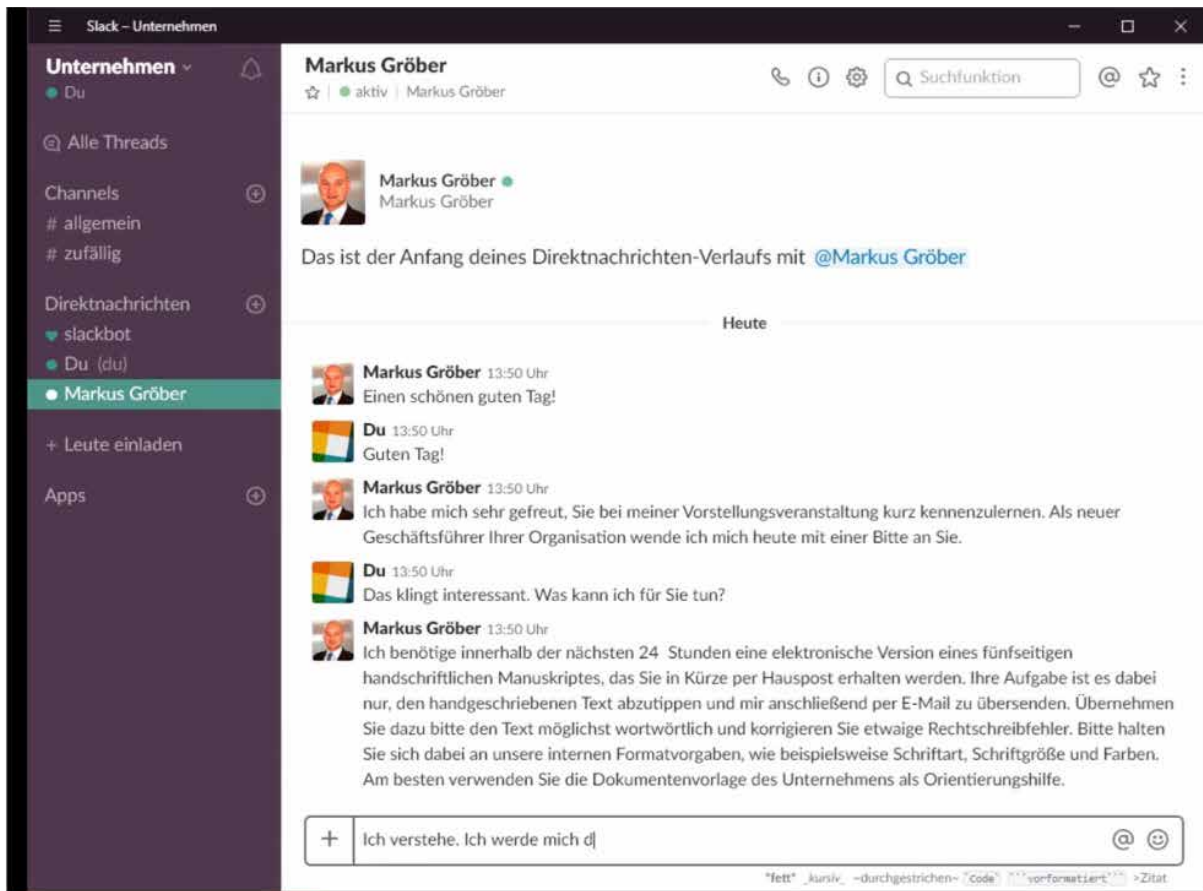 Slack – Unternehmen
Unternehmen
Du
Alle Threads
Channels
# allgemein
# zufällig
Direktnachrichten
slackbot
Du (du)
Markus Gröber
+ Leute einladen
Apps
Markus Gröber
aktiv | Markus Gröber
Suchfunktion
Markus Gröber
Markus Gröber
Das ist der Anfang deines Direktnachrichten-Verlaufs mit @Markus Gröber
Heute
Markus Gröber 13:50 Uhr
Einen schönen guten Tag!
Du 13:50 Uhr
Guten Tag!
Markus Gröber 13:50 Uhr
Ich habe mich sehr gefreut, Sie bei meiner Vorstellungsveranstaltung kurz kennenzulernen. Als neuer
Geschäftsführer Ihrer Organisation wende ich mich heute mit einer Bitte an Sie.
Du 13:50 Uhr
Das klingt interessant. Was kann ich für Sie tun?
Markus Gröber 13:50 Uhr
Ich benötige innerhalb der nächsten 24 Stunden eine elektronische Version eines fünfseitigen
handschriftlichen Manuskriptes, das Sie in Kürze per Hauspost erhalten werden. Ihre Aufgabe ist es dabei
nur, den handgeschriebenen Text abzutippen und mir anschließend per E-Mail zu übersenden. Übernehmen
Sie dazu bitte den Text möglichst wortwörtlich und korrigieren Sie etwaige Rechtschreibfehler. Bitte halten
Sie sich dabei an unsere internen Formatvorgaben, wie beispielsweise Schriftart, Schriftgröße und Farben.
Am besten verwenden Sie die Dokumentenvorlage des Unternehmens als Orientierungshilfe.
Ich verstehe. Ich werde mich d
*fett* _kursiv_ ~durchgestrichen~ `Code` ```vorformatiert``` >Zitat